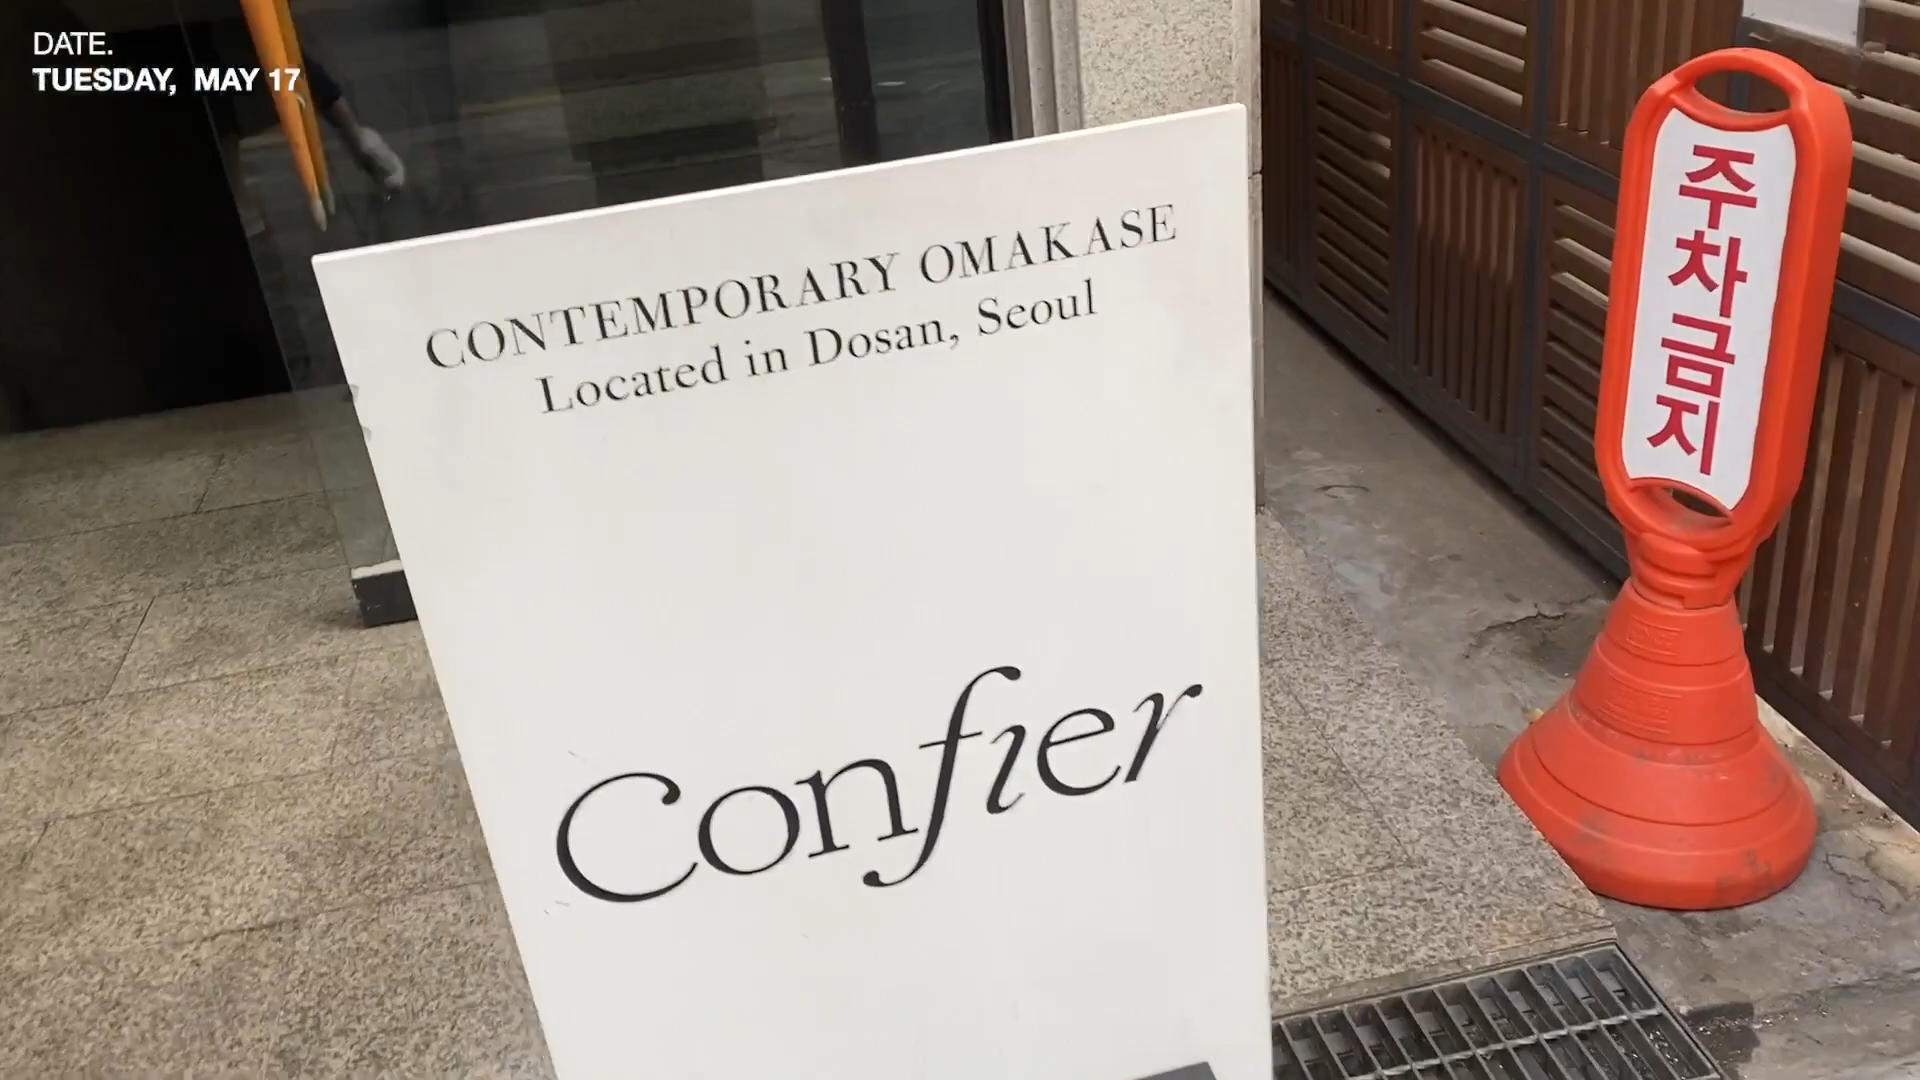 DATE.
TUESDAY, MAY 17
CONTEMPORARY OMAKASE
Located in Dosan, Seoul
Confier
주차금지